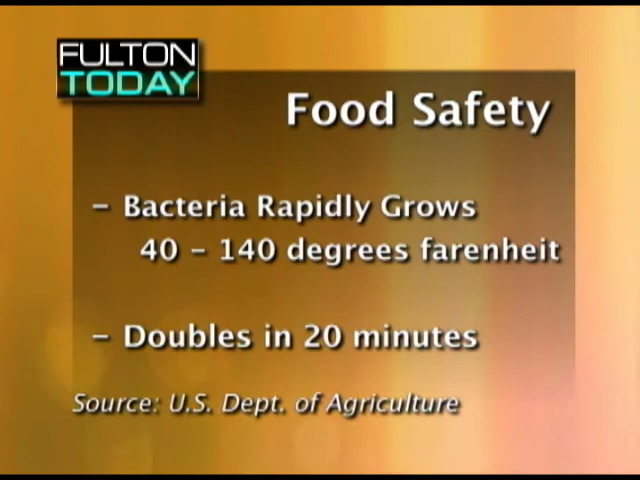 FULTON
TODAY
Food Safety
– Bacteria Rapidly Grows
40 – 140 degrees farenheit
– Doubles in 20 minutes
Source: U.S. Dept. of Agriculture